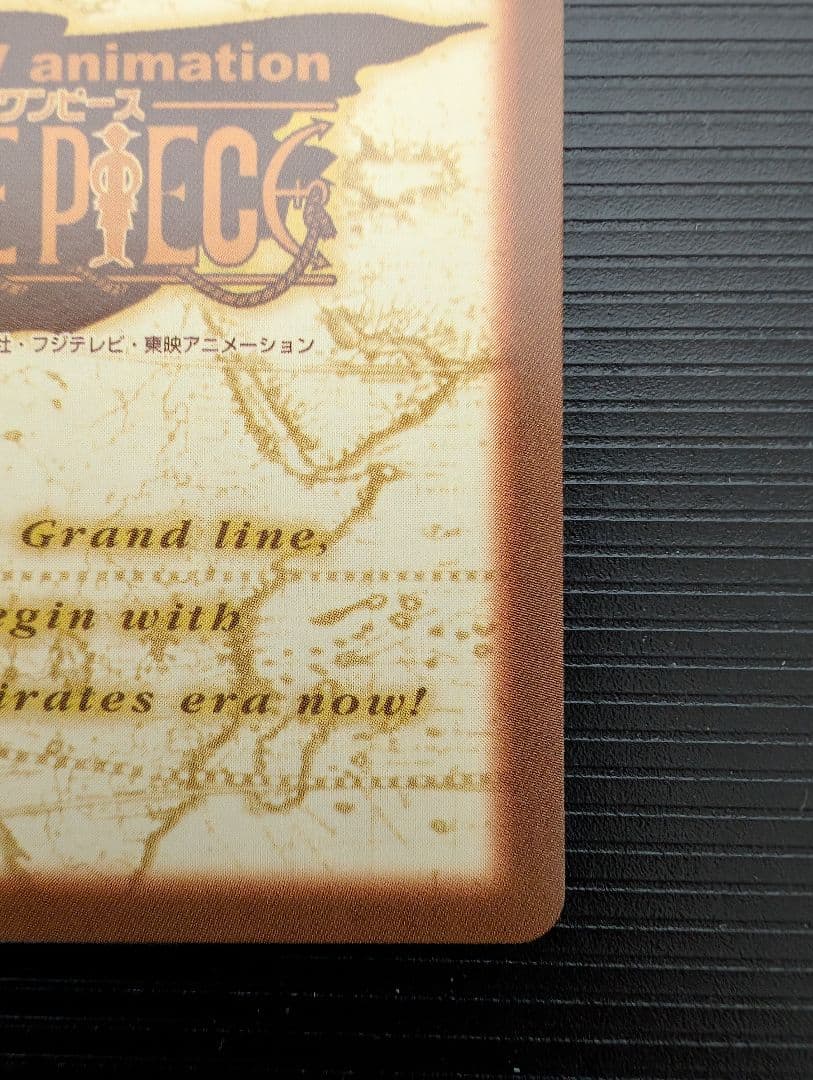 animation
ワンピース
E PIECE
社・フジテレビ・東映アニメーション
Grand line,
egin with
irates era now!